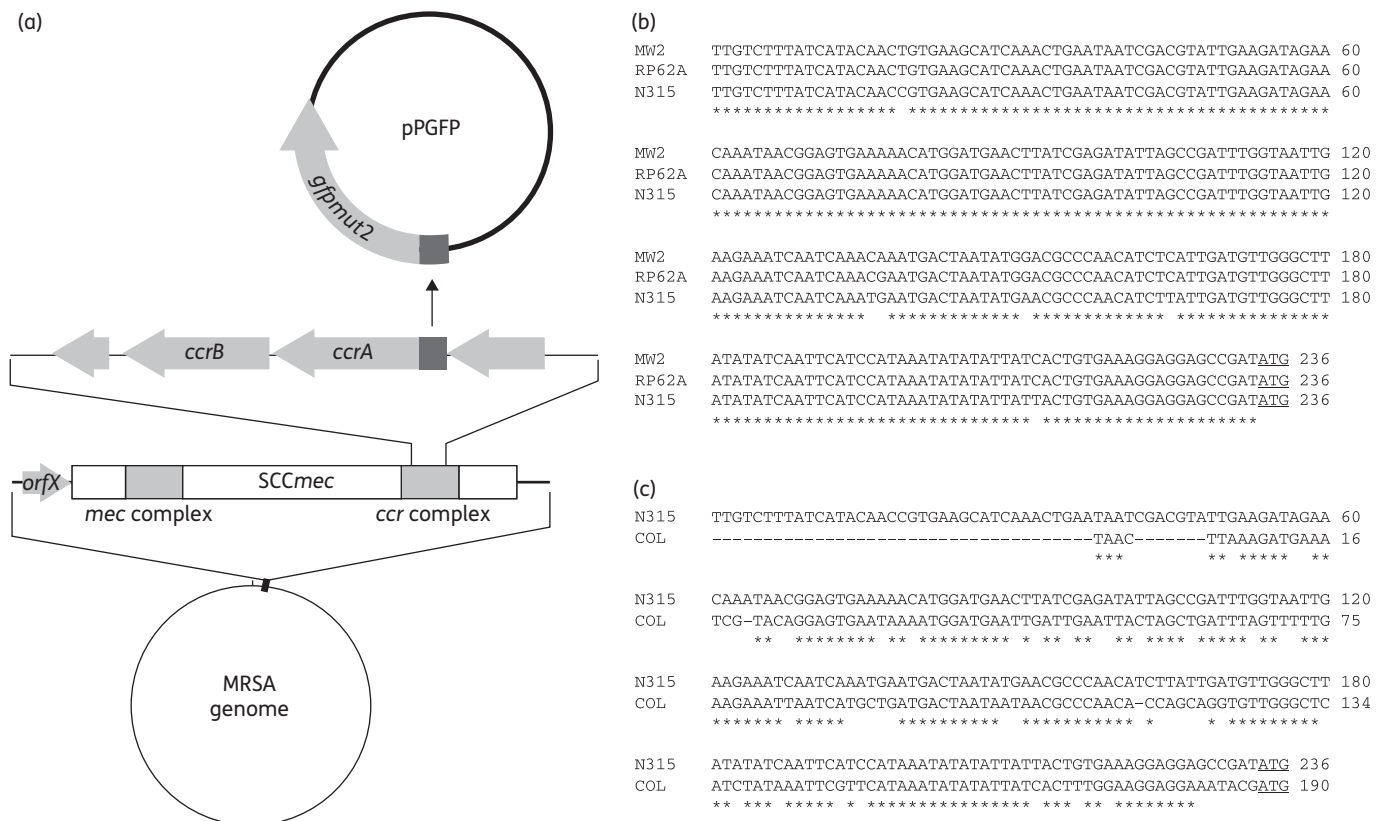 (a)
pPGFP
gfpmut2
ccrB
ccrA
orfX
SCCmec
mec complex
ccr complex
MRSA
genome
(b)
MW2 TTGTCTTTATCATACAACTGTGAAGCATCAAACTGAATAATCGACGTATTGAAGATAGAA 60
RP62A TTGTCTTTATCATACAACTGTGAAGCATCAAACTGAATAATCGACGTATTGAAGATAGAA 60
N315 TTGTCTTTATCATACAACCGTGAAGCATCAAACTGAATAATCGACGTATTGAAGATAGAA 60
****************** *****************************************
MW2 CAAATAACGGAGTGAAAAACATGGATGAACTTATCGAGATATTAGCCGATTTGGTAATTG 120
RP62A CAAATAACGGAGTGAAAAACATGGATGAACTTATCGAGATATTAGCCGATTTGGTAATTG 120
N315 CAAATAACGGAGTGAAAAACATGGATGAACTTATCGAGATATTAGCCGATTTGGTAATTG 120
************************************************************
MW2 AAGAAATCAATCAAACAAATGACTAATATGGACGCCCAACATCTCATTGATGTTGGGCTT 180
RP62A AAGAAATCAATCAAACGAATGACTAATATGGACGCCCAACATCTCATTGATGTTGGGCTT 180
N315 AAGAAATCAATCAAATGAATGACTAATATGAACGCCCAACATCTTATTGATGTTGGGCTT 180
*************** ************* ************* ***************
MW2 ATATATCAATTCATCCATAAATATATATTATCACTGTGAAAGGAGGAGCCGATATG 236
RP62A ATATATCAATTCATCCATAAATATATATTATCACTGTGAAAGGAGGAGCCGATATG 236
N315 ATATATCAATTCATCCATAAATATATATTATTACTGTGAAAGGAGGAGCCGATATG 236
******************************* *********************
(c)
N315 TTGTCTTTATCATACAACCGTGAAGCATCAAACTGAATAATCGACGTATTGAAGATAGAA 60
COL -------------------------------------TAAC-------TTAAAGATGAAA 16
*** ** ***** **
N315 CAAATAACGGAGTGAAAAACATGGATGAACTTATCGAGATATTAGCCGATTTGGTAATTG 120
COL TCG-TACAGGAGTGAATAAAATGGATGAATTGATTGAATTACTAGCTGATTTAGTTTTTG 75
** ******** ** ********* * ** ** ** **** ***** ** ***
N315 AAGAAATCAATCAAATGAATGACTAATATGAACGCCCAACATCTTATTGATGTTGGGCTT 180
COL AAGAAATTAATCATGCTGATGACTAATAATAACGCCCAACA-CCAGCAGGTGTTGGGCTC 134
******* ***** ********** *********** * * *********
N315 ATATATCAATTCATCCATAAATATATATTATTACTGTGAAAGGAGGAGCCGATATG 236
COL ATCTATAAATTCGTTCATAAATATATATTATCACTTTGGAAGGAGGAAATACGATG 190
** *** ***** * **************** *** ** ********